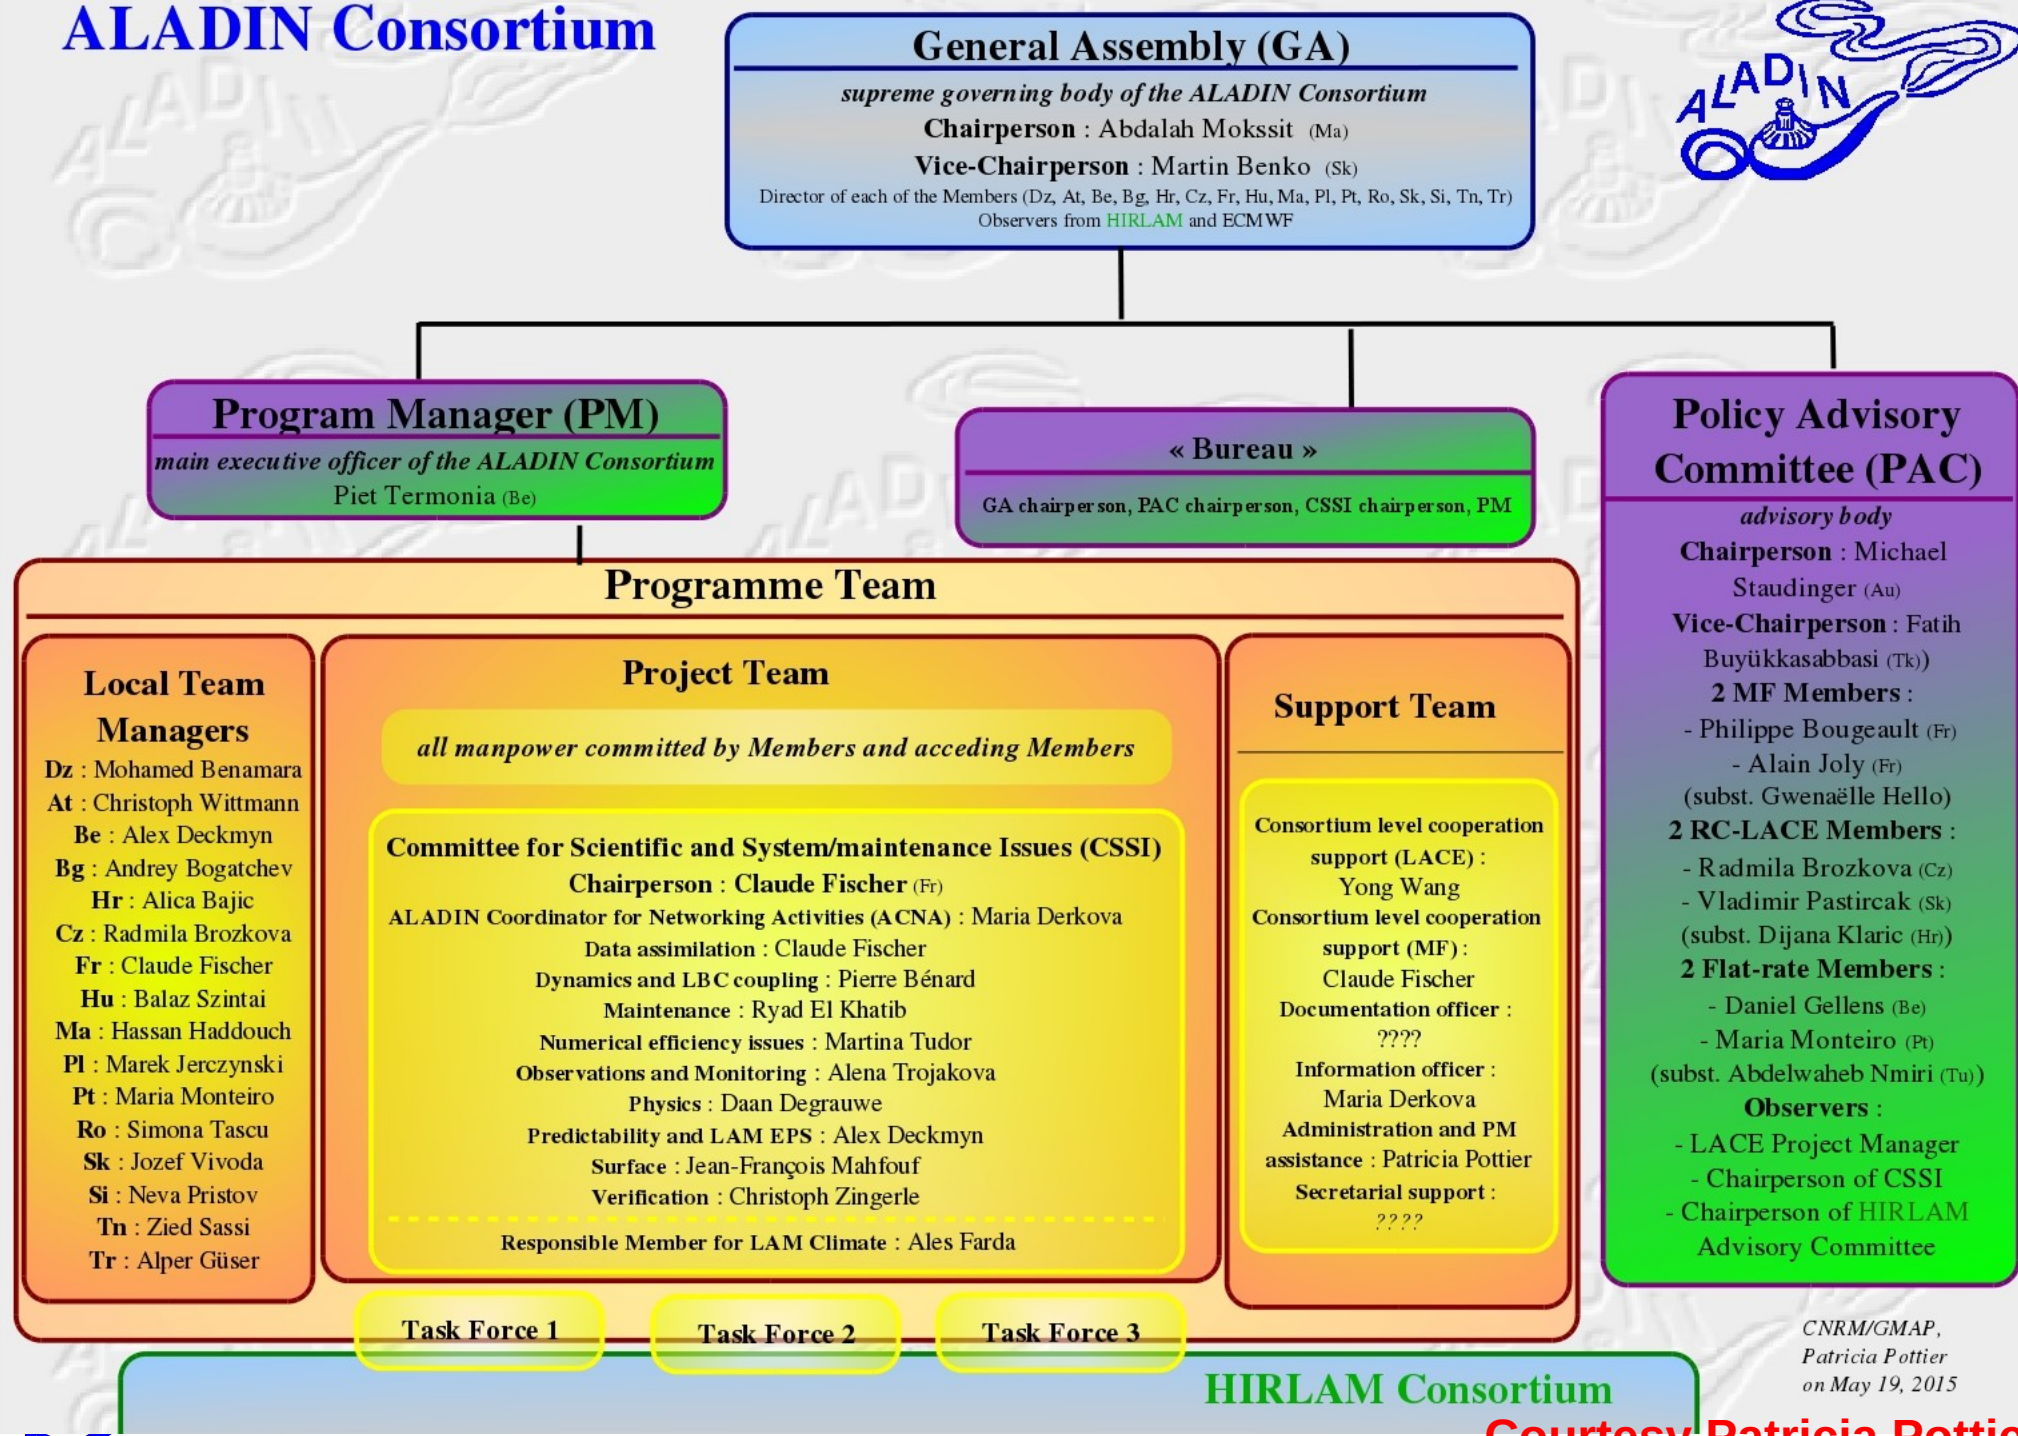 ALADIN Consortium
General Assembly (GA)
supreme governing body of the ALADIN Consortium
Chairperson : Abdalah Mokssit (Ma)
Vice-Chairperson : Martin Benko (Sk)
Director of each of the Members (Dz, At, Be, Bg, Hr, Cz, Fr, Hu, Ma, Pl, Pt, Ro, Sk, Si, Tn, Tr)
Observers from HIRLAM and ECMWF
ALADIN
Program Manager (PM)
main executive officer of the ALADIN Consortium
Piet Termonia (Be)
« Bureau »
GA chairperson, PAC chairperson, CSSI chairperson, PM
Policy Advisory
Committee (PAC)
advisory body
Chairperson : Michael
Staudinger (Au)
Vice-Chairperson : Fatih
Buyükkasabbasi (Tk))
2 MF Members :
- Philippe Bougeault (Fr)
- Alain Joly (Fr)
(subst. Gwenaëlle Hello)
2 RC-LACE Members :
- Radmila Brozkova (Cz)
- Vladimir Pastircak (Sk)
(subst. Dijana Klaric (Hr))
2 Flat-rate Members :
- Daniel Gellens (Be)
- Maria Monteiro (Pt)
(subst. Abdelwaheb Nmiri (Tu))
Observers :
- LACE Project Manager
- Chairperson of CSSI
- Chairperson of HIRLAM
Advisory Committee
Programme Team
Local Team
Managers
Dz : Mohamed Benamara
At : Christoph Wittmann
Be : Alex Deckmyn
Bg : Andrey Bogatchev
Hr : Alica Bajic
Cz : Radmila Brozkova
Fr : Claude Fischer
Hu : Balaz Szintai
Ma : Hassan Haddouch
Pl : Marek Jerczynski
Pt : Maria Monteiro
Ro : Simona Tascu
Sk : Jozef Vivoda
Si : Neva Pristov
Tn : Zied Sassi
Tr : Alper Güser
Project Team
all manpower committed by Members and acceding Members
Committee for Scientific and System/maintenance Issues (CSSI)
Chairperson : Claude Fischer (Fr)
ALADIN Coordinator for Networking Activities (ACNA) : Maria Derkova
Data assimilation : Claude Fischer
Dynamics and LBC coupling : Pierre Bénard
Maintenance : Ryad El Khatib
Numerical efficiency issues : Martina Tudor
Observations and Monitoring : Alena Trojakova
Physics : Daan Degrauwe
Predictability and LAM EPS : Alex Deckmyn
Surface : Jean-François Mahfouf
Verification : Christoph Zingerle
Responsible Member for LAM Climate : Ales Farda
Support Team
Consortium level cooperation
support (LACE) :
Yong Wang
Consortium level cooperation
support (MF) :
Claude Fischer
Documentation officer :
????
Information officer :
Maria Derkova
Administration and PM
assistance : Patricia Pottier
Secretarial support :
????
Task Force 1
Task Force 2
Task Force 3
HIRLAM Consortium
CNRM/GMAP,
Patricia Pottier
on May 19, 2015
Courtesy Patricia